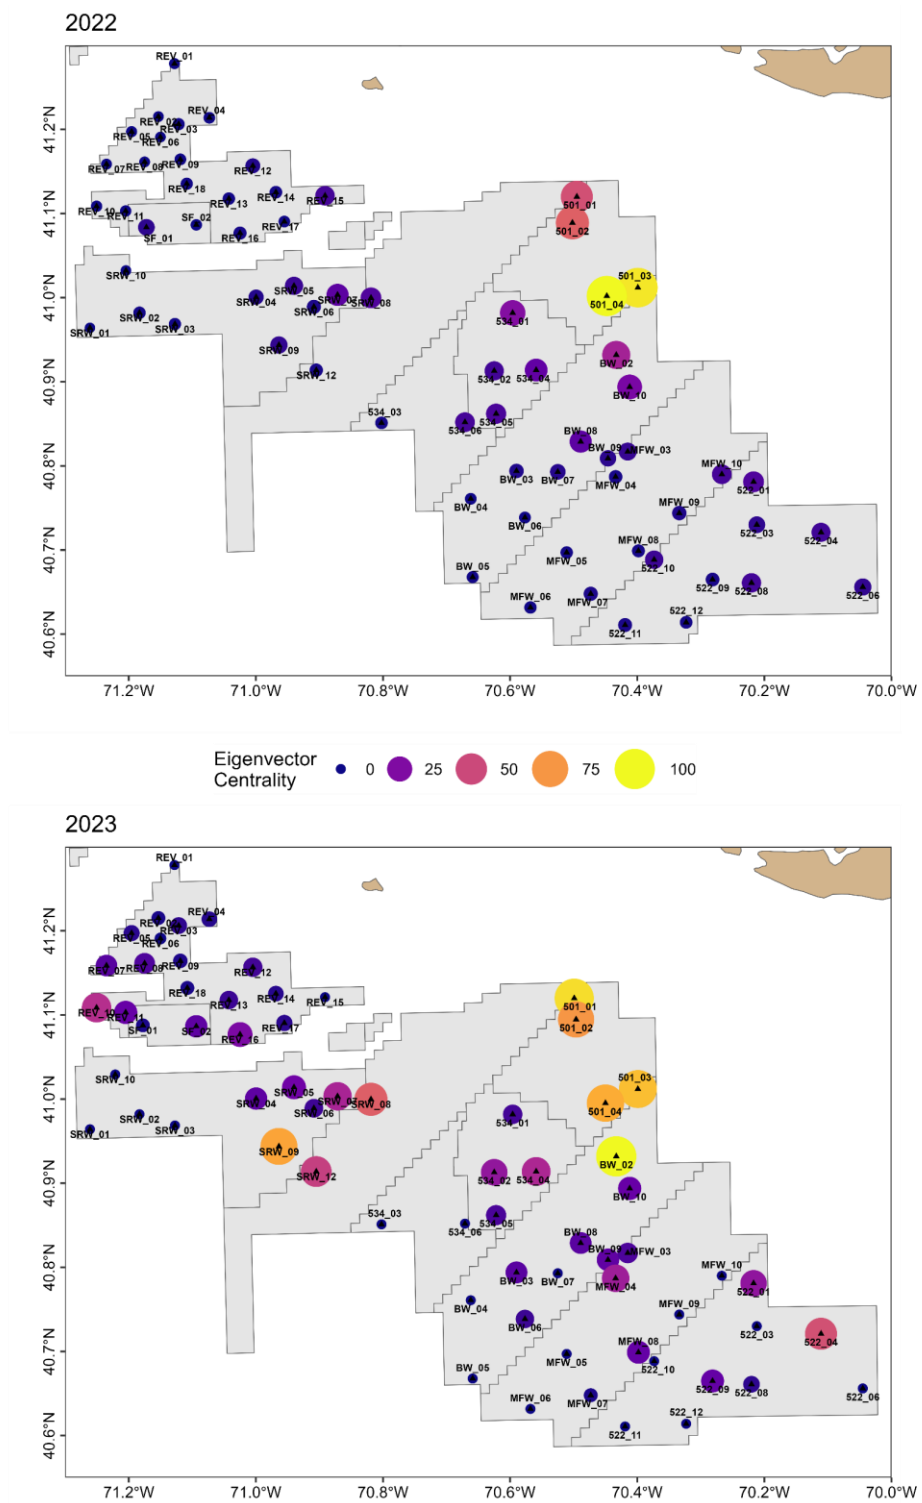 2022
REV_01
REV_04
REV_02
REV_03
REV_05
REV_06
REV_07
REV_08
REV_09
REV_12
REV_18
REV_13
REV_14
REV_15
REV_10
REV_11
SF_02
REV_17
SF_01
REV_16
SRW_10
SRW_05
SRW_04
SRW_07
SRW_08
SRW_06
SRW_02
SRW_01
SRW_03
SRW_09
SRW_12
501_01
501_02
501_03
501_04
534_01
BW_02
534_02
534_04
BW_10
534_03
534_05
534_06
BW_08
BW_09
MFW_03
BW_03
BW_07
MFW_04
MFW_10
522_01
BW_04
MFW_09
BW_06
522_03
522_04
MFW_08
MFW_05
522_10
BW_05
522_09
522_08
522_06
MFW_06
MFW_07
522_12
522_11
41.2°N
41.1°N
41.0°N
40.9°N
40.8°N
40.7°N
40.6°N
71.2°W 71.0°W 70.8°W 70.6°W 70.4°W 70.2°W 70.0°W
Eigenvector
Centrality
0 25 50 75 100
2023
REV_01
REV_04
REV_02
REV_03
REV_05
REV_06
REV_07
REV_08
REV_09
REV_12
REV_18
REV_13
REV_14
REV_15
REV_10
REV_11
SF_01
SF_02
REV_17
REV_16
SRW_10
SRW_05
SRW_04
SRW_07
SRW_08
SRW_06
SRW_02
SRW_01
SRW_03
SRW_09
SRW_12
501_01
501_02
501_03
501_04
534_01
BW_02
534_02
534_04
BW_10
534_03
534_05
534_06
BW_08
BW_09
MFW_03
BW_03
BW_07
MFW_04
MFW_10
522_01
BW_04
MFW_09
BW_06
522_03
522_04
MFW_08
MFW_05
522_10
BW_05
522_09
522_08
522_06
MFW_06
MFW_07
522_12
522_11
41.2°N
41.1°N
41.0°N
40.9°N
40.8°N
40.7°N
40.6°N
71.2°W 71.0°W 70.8°W 70.6°W 70.4°W 70.2°W 70.0°W